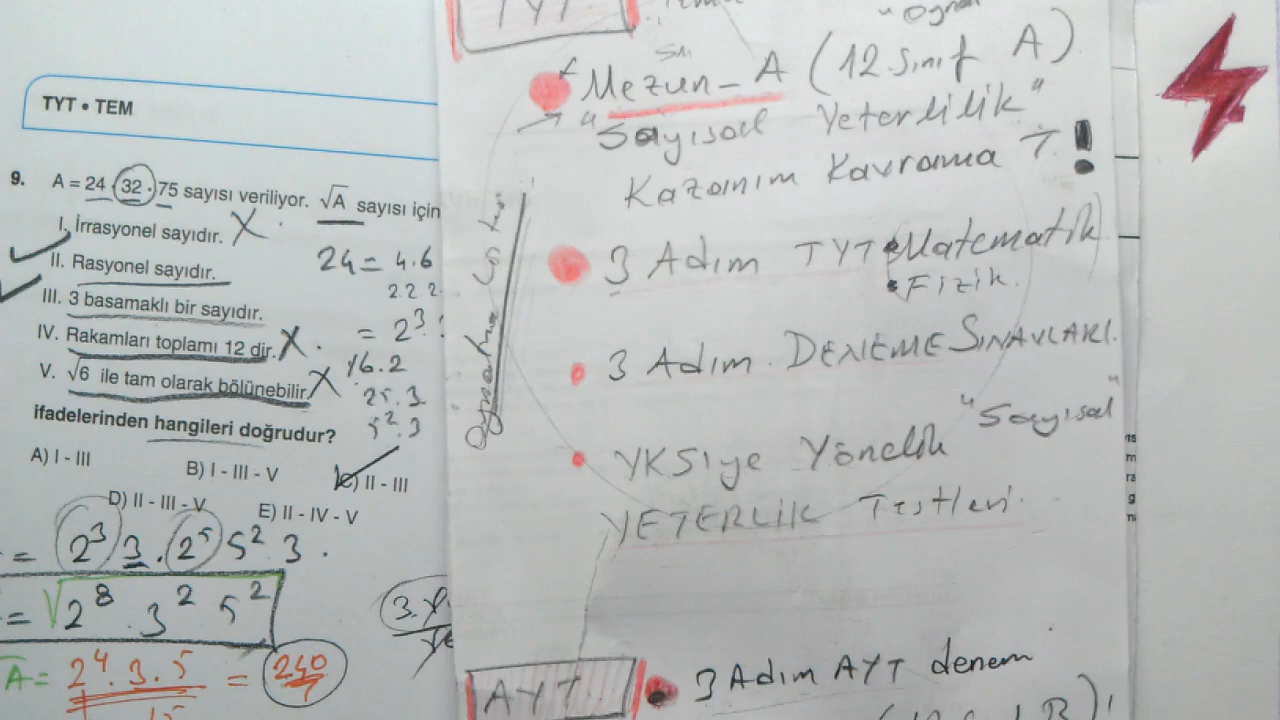 TYT • TEM
9. A = 24 . 32 . 75 sayısı veriliyor. √A sayısı için
I. İrrasyonel sayıdır. X
II. Rasyonel sayıdır.
III. 3 basamaklı bir sayıdır.
IV. Rakamları toplamı 12 dir. X
V. √6 ile tam olarak bölünebilir. X
ifadelerinden hangileri doğrudur?
A) I - III
B) I - III - V
C) II - III
D) II - III - V
E) II - IV - V
24 = 4.6
2.2.2
= 2³
16.2
25.3
5².3
= 2³ 3 . 2⁵ 5² 3 .
= √2⁸ . 3² 5²
A = 2⁴ . 3 . 5 = 240
TYT
Mezun - A (12.Sınıf A)
"Sayısal Yeterlilik"
Kazanım Kavrama T. !
3 Adım TYT • Matematik
• Fizik.
3 Adım . DENEME SINAVLARI.
YKS'ye Yönelik "Sayısal"
YETERLİK Testleri.
AYT
3 Adım AYT denem